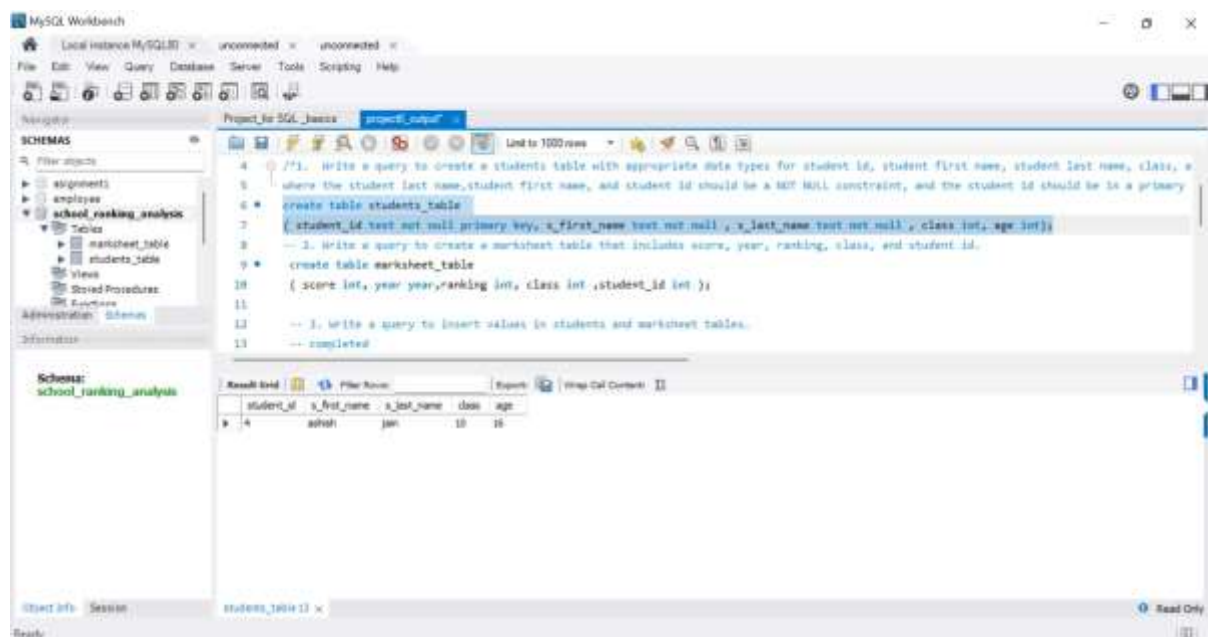 MySQL Workbench
Local instance MySQL80 × unconnected × unconnected ×
File Edit View Query Database Server Tools Scripting Help
Navigator
Project_for SQL _basics
SCHEMAS
Filter objects
Limit to 1000 rows
assignment1
employee
school_ranking_analysis
Tables
marksheet_table
students_table
Views
Stored Procedures
Functions
Administration Schemas
Information
Schema:
school_ranking_analysis
4 /*1. Write a query to create a students table with appropriate data types for student id, student first name, student last name, class, a
5 where the student last name,student first name, and student id should be a NOT NULL constraint, and the student id should be in a primary
6 create table students_table
7 ( student_id text not null primary key, s_first_name text not null , s_last_name text not null , class int, age int);
8 -- 2. Write a query to create a marksheet table that includes score, year, ranking, class, and student id.
9 create table marksheet_table
10 ( score int, year year,ranking int, class int ,student_id int );
11
12 -- 3. Write a query to insert values in students and marksheet tables.
13 -- completed
Result Grid Filter Rows: Export: Wrap Cell Content:
student_id s_first_name s_last_name class age
4 ashish jain 10 16
Object Info Session
students_table 13 ×
Read Only
Ready